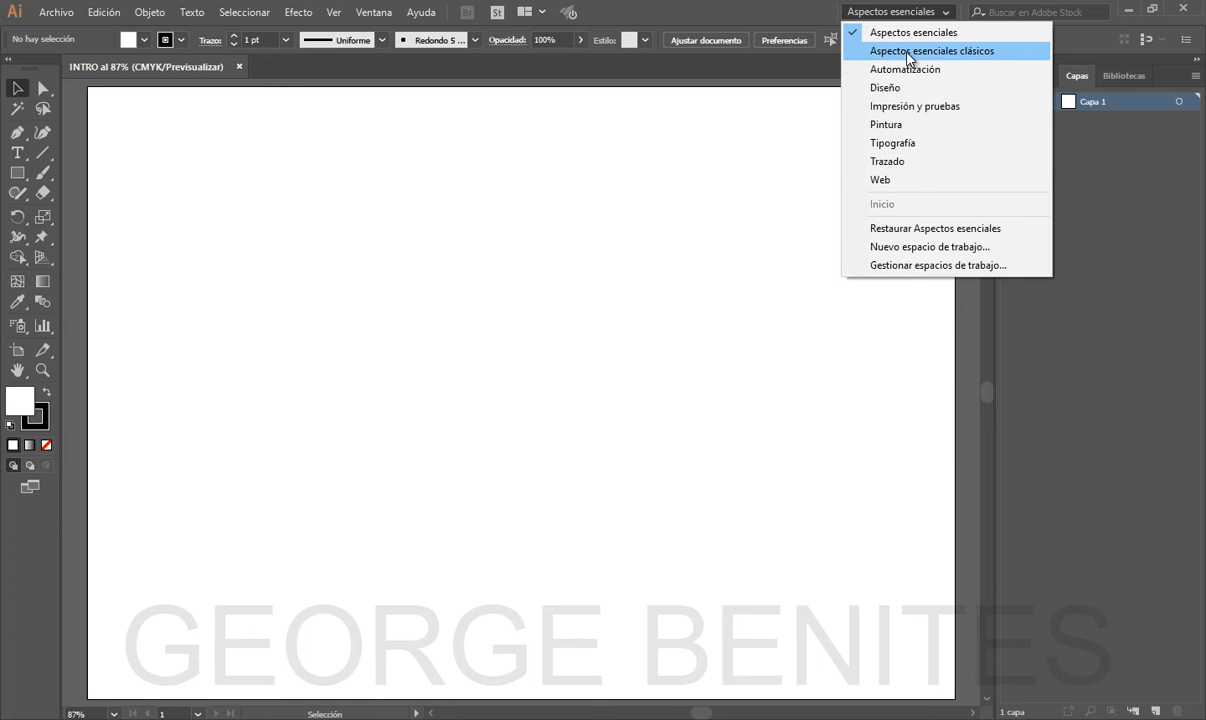 Ai Archivo Edición Objeto Texto Seleccionar Efecto Ver Ventana Ayuda Br St Aspectos esenciales Buscar en Adobe Stock
No hay selección Trazo: 1 pt Uniforme Redondo 5 ... Opacidad: 100% Estilo: Ajustar documento Preferencias
INTRO al 87% (CMYK/Previsualizar)
Aspectos esenciales
Aspectos esenciales clásicos
Automatización
Diseño
Impresión y pruebas
Pintura
Tipografía
Trazado
Web
Inicio
Restaurar Aspectos esenciales
Nuevo espacio de trabajo...
Gestionar espacios de trabajo...
Capas Bibliotecas
Capa 1
GEORGE BENITES
87% 1 Selección 1 capa